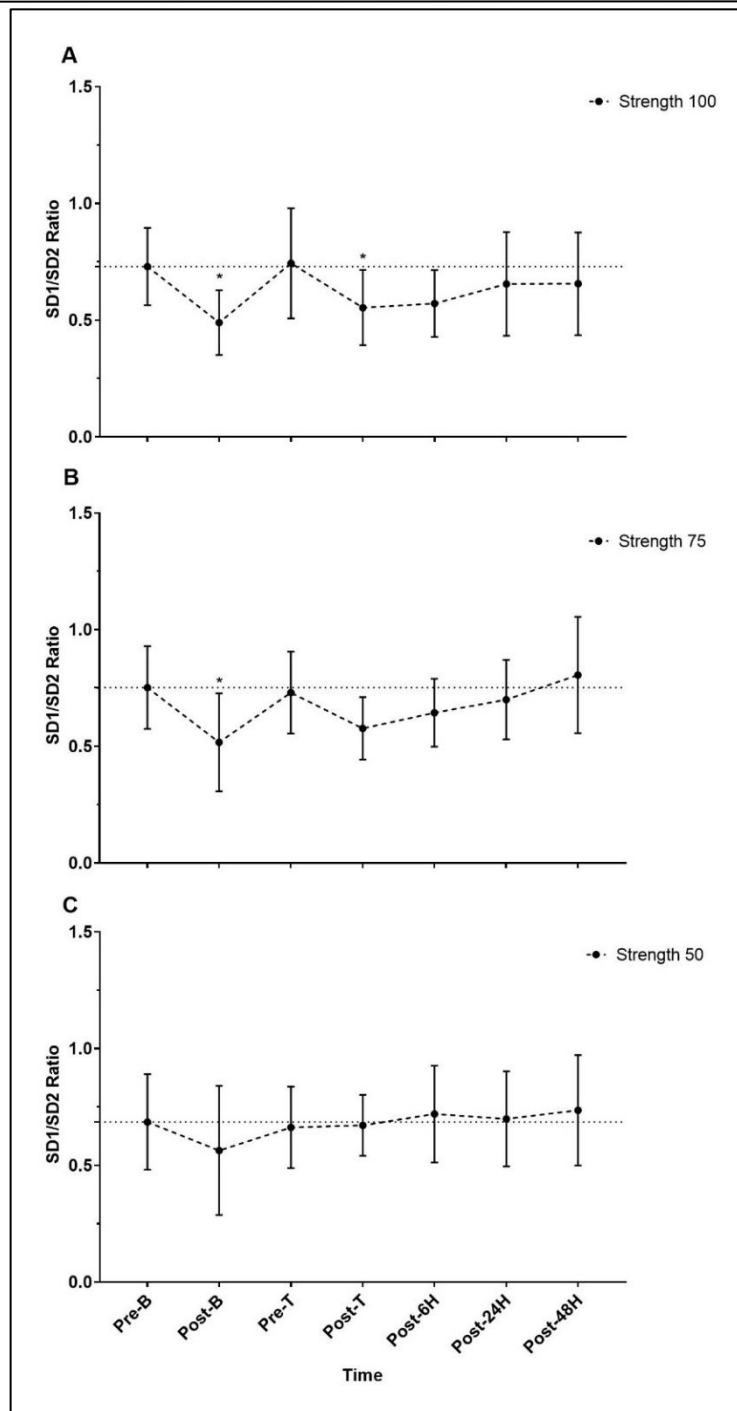 A
1.5
Strength 100
1.0
*
*
SD1/SD2 Ratio
0.5
0.0
B
1.5
Strength 75
1.0
*
SD1/SD2 Ratio
0.5
0.0
C
1.5
Strength 50
1.0
SD1/SD2 Ratio
0.5
0.0
Pre-B
Post-B
Pre-T
Post-T
Post-6H
Post-24H
Post-48H
Time